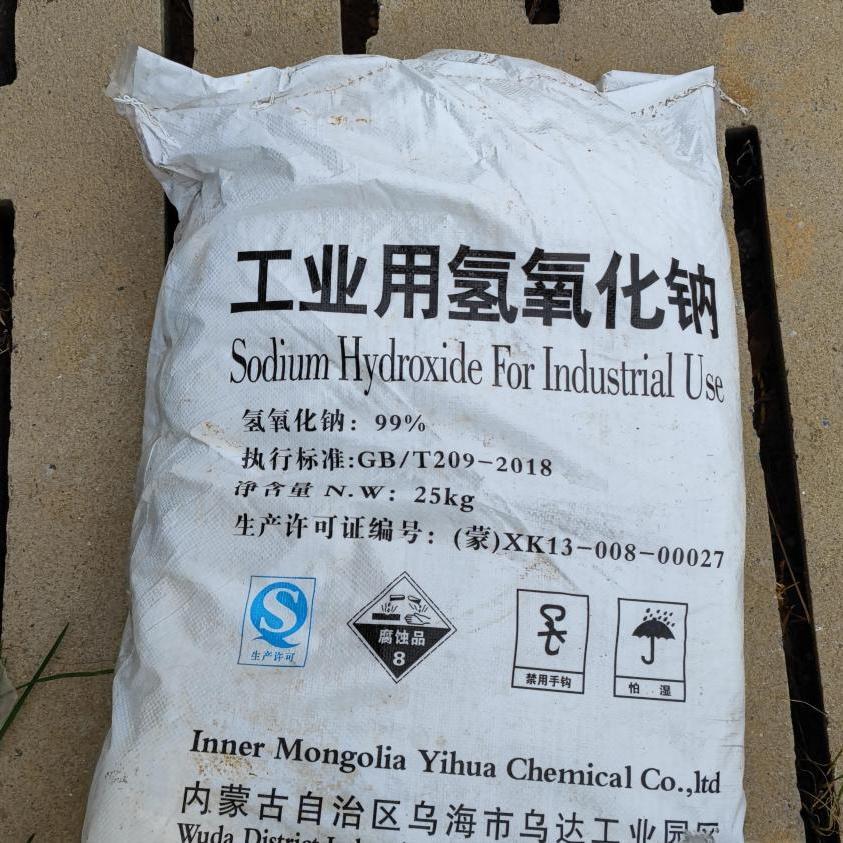 工业用氢氧化钠
Sodium Hydroxide For Industrial Use
氢氧化钠：99%
执行标准:GB/T209-2018
净含量 N.W：25kg
生产许可证编号：(蒙)XK13-008-00027
S
生产许可
腐蚀品
8
禁用手钩
怕 湿
Inner Mongolia Yihua Chemical Co.,ltd
内蒙古自治区乌海市乌达工业园区
Wuda District